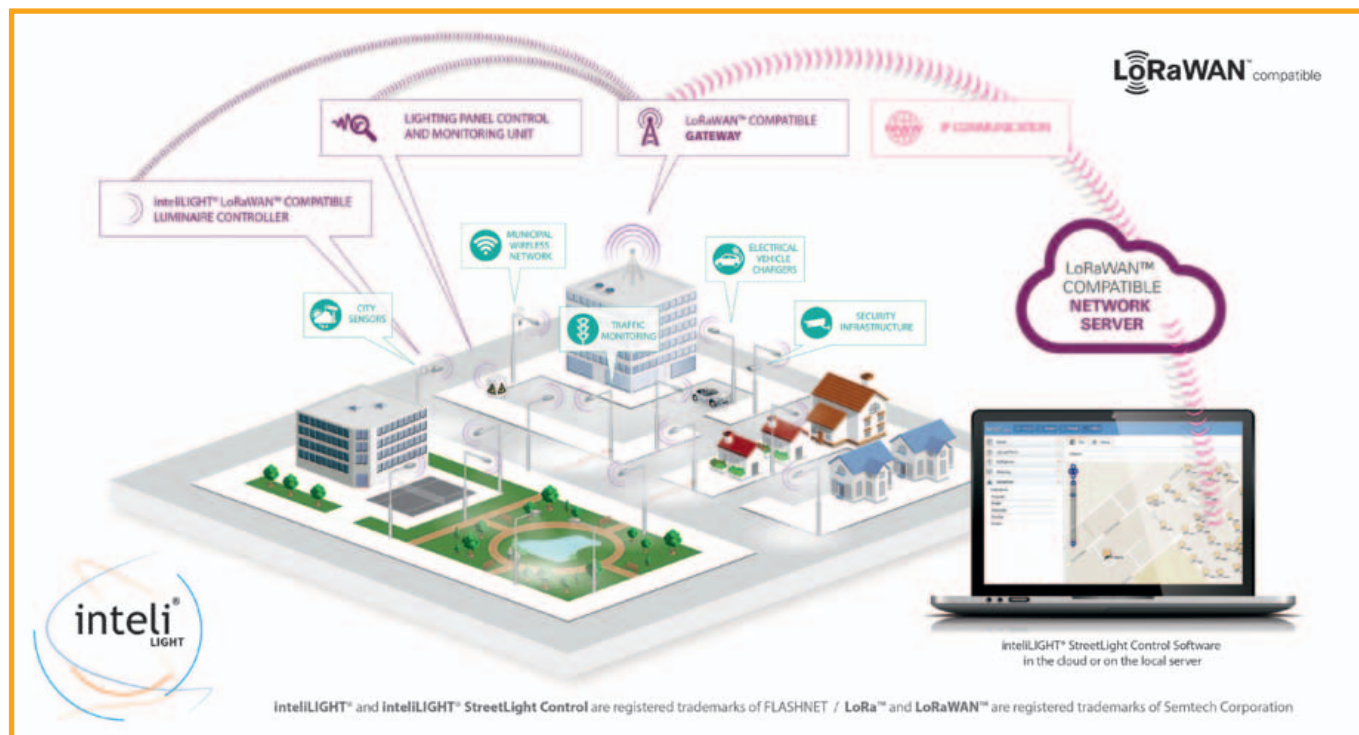 LoRaWAN™ compatible
LIGHTING PANEL CONTROL
AND MONITORING UNIT
LoRaWAN™ COMPATIBLE
GATEWAY
IP COMMUNICATION
inteliLIGHT® LoRaWAN™ COMPATIBLE
LUMINAIRE CONTROLLER
MUNICIPAL
WIRELESS
NETWORK
ELECTRICAL
VEHICLE
CHARGERS
CITY
SENSORS
TRAFFIC
MONITORING
SECURITY
INFRASTRUCTURE
LoRaWAN™
COMPATIBLE
NETWORK
SERVER
inteli®
LIGHT
inteliLIGHT® StreetLight Control Software
in the cloud or on the local server
inteliLIGHT® and inteliLIGHT® StreetLight Control are registered trademarks of FLASHNET / LoRa™ and LoRaWAN™ are registered trademarks of Semtech Corporation